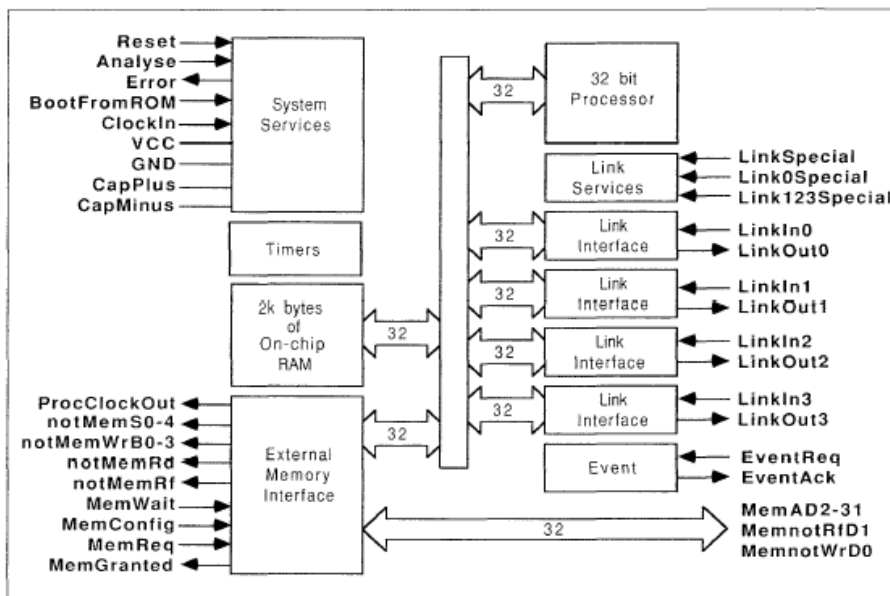 Reset
Analyse
Error
BootFromROM
ClockIn
VCC
GND
CapPlus
CapMinus
System
Services
Timers
2k bytes
of
On-chip
RAM
32
ProcClockOut
notMemS0-4
notMemWrB0-3
notMemRd
notMemRf
MemWait
MemConfig
MemReq
MemGranted
External
Memory
Interface
32
32
32 bit
Processor
Link
Services
LinkSpecial
Link0Special
Link123Special
32
Link
Interface
LinkIn0
LinkOut0
32
Link
Interface
LinkIn1
LinkOut1
32
Link
Interface
LinkIn2
LinkOut2
32
Link
Interface
LinkIn3
LinkOut3
Event
EventReq
EventAck
32
MemAD2-31
MemnotRfD1
MemnotWrD0